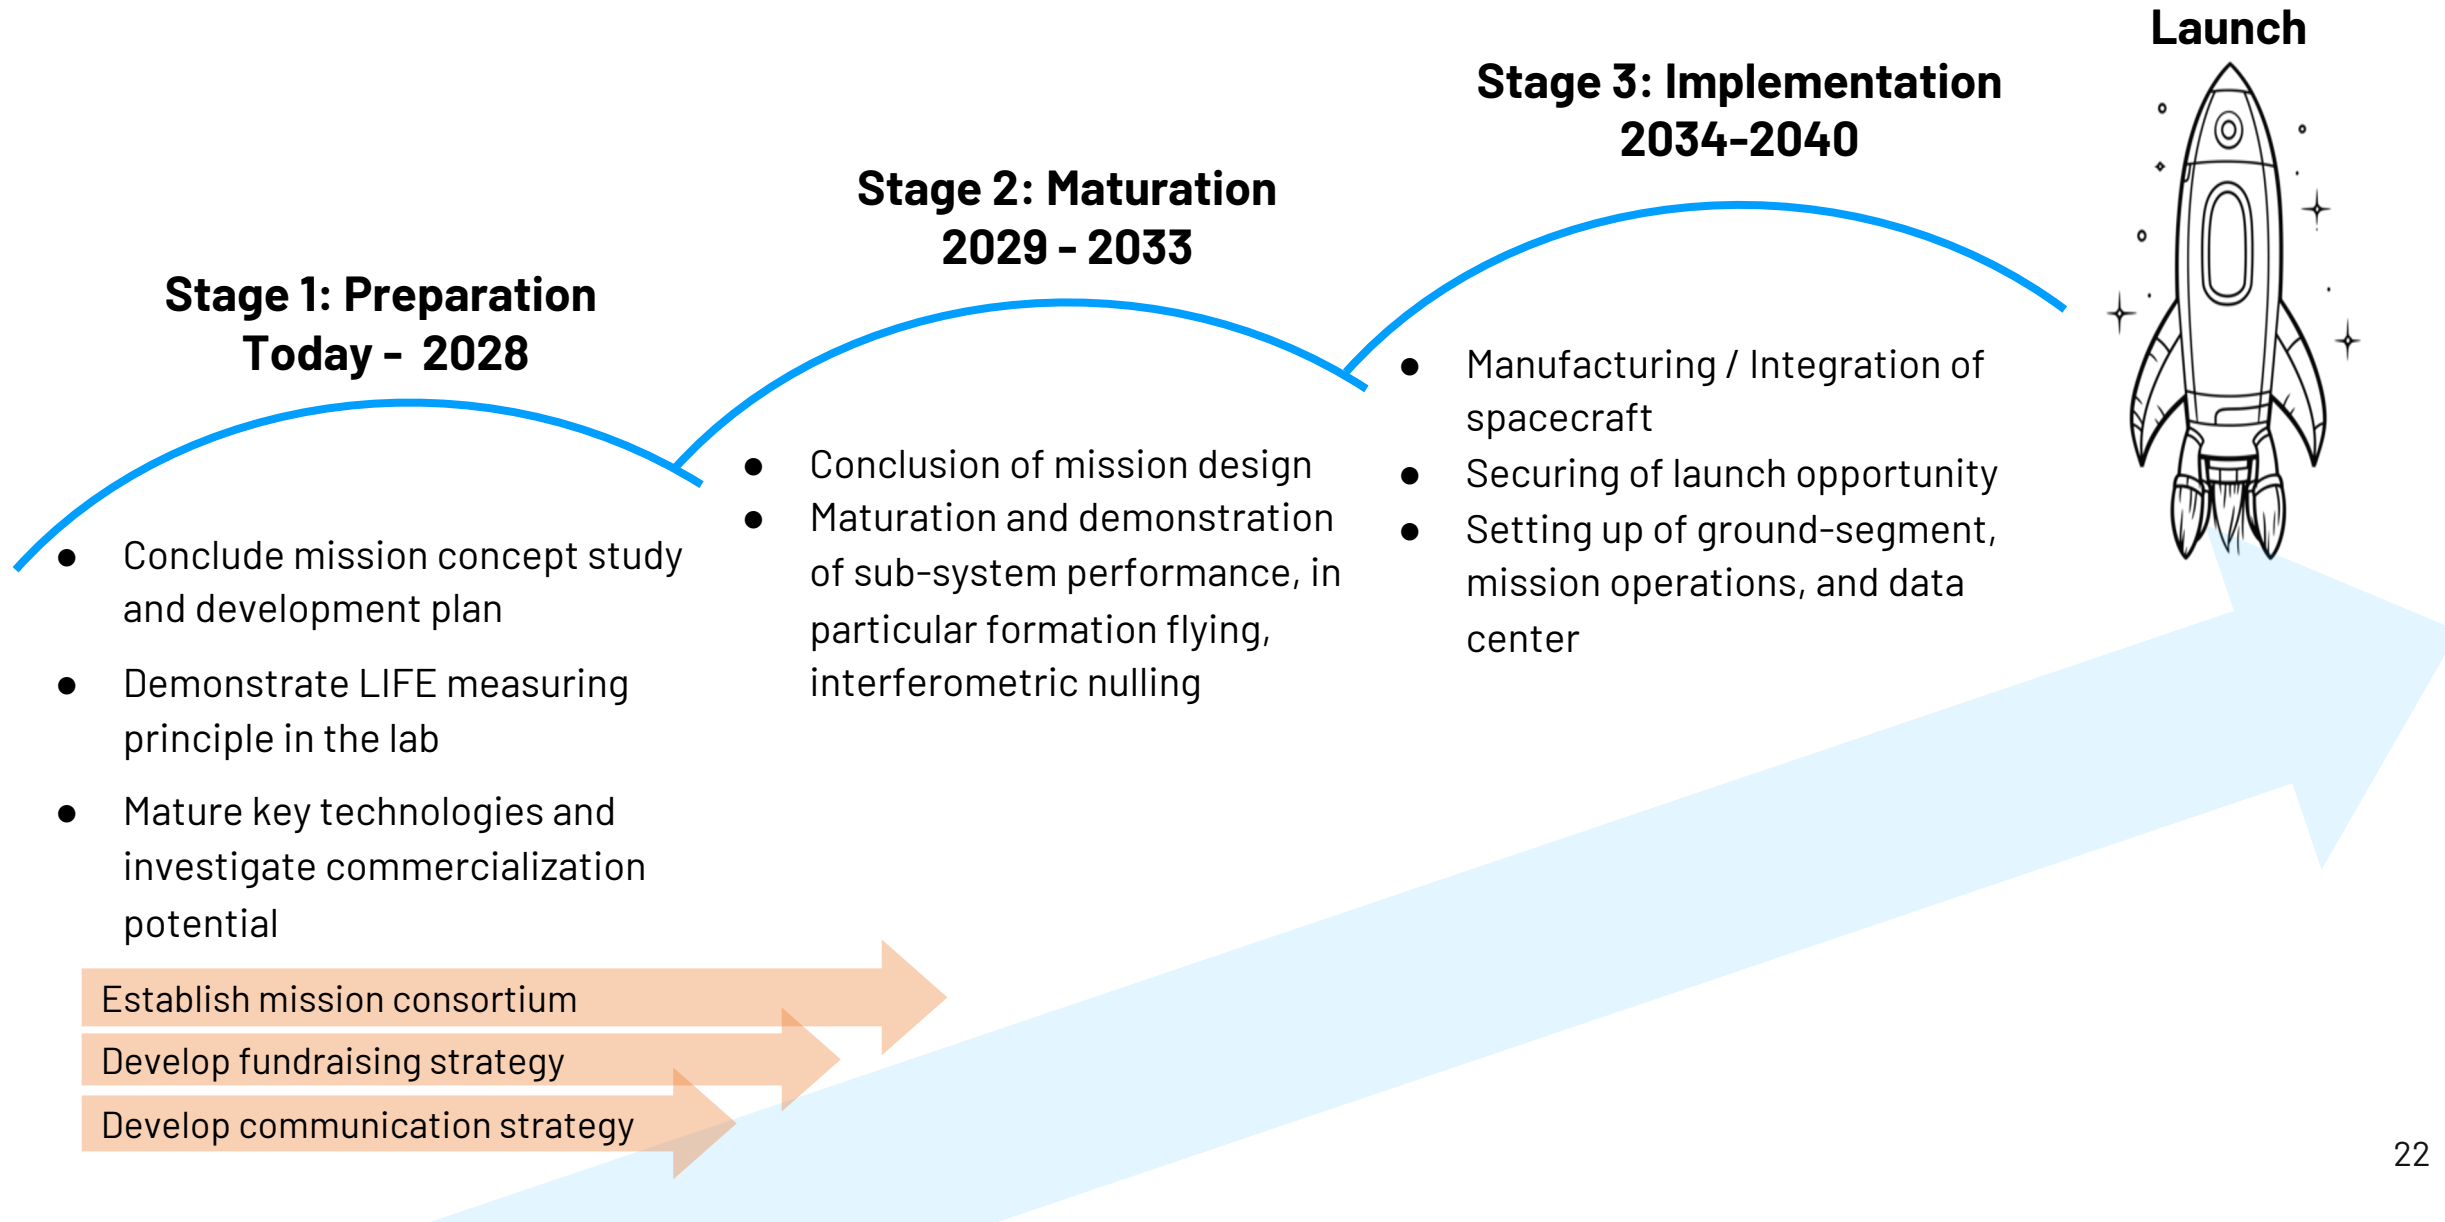 Launch
Stage 3: Implementation
2034-2040
Stage 2: Maturation
2029 - 2033
Stage 1: Preparation
Today - 2028
● Manufacturing / Integration of
spacecraft
● Securing of launch opportunity
● Setting up of ground-segment,
mission operations, and data
center
● Conclusion of mission design
● Maturation and demonstration
of sub-system performance, in
particular formation flying,
interferometric nulling
● Conclude mission concept study
and development plan
● Demonstrate LIFE measuring
principle in the lab
● Mature key technologies and
investigate commercialization
potential
Establish mission consortium
Develop fundraising strategy
Develop communication strategy
22